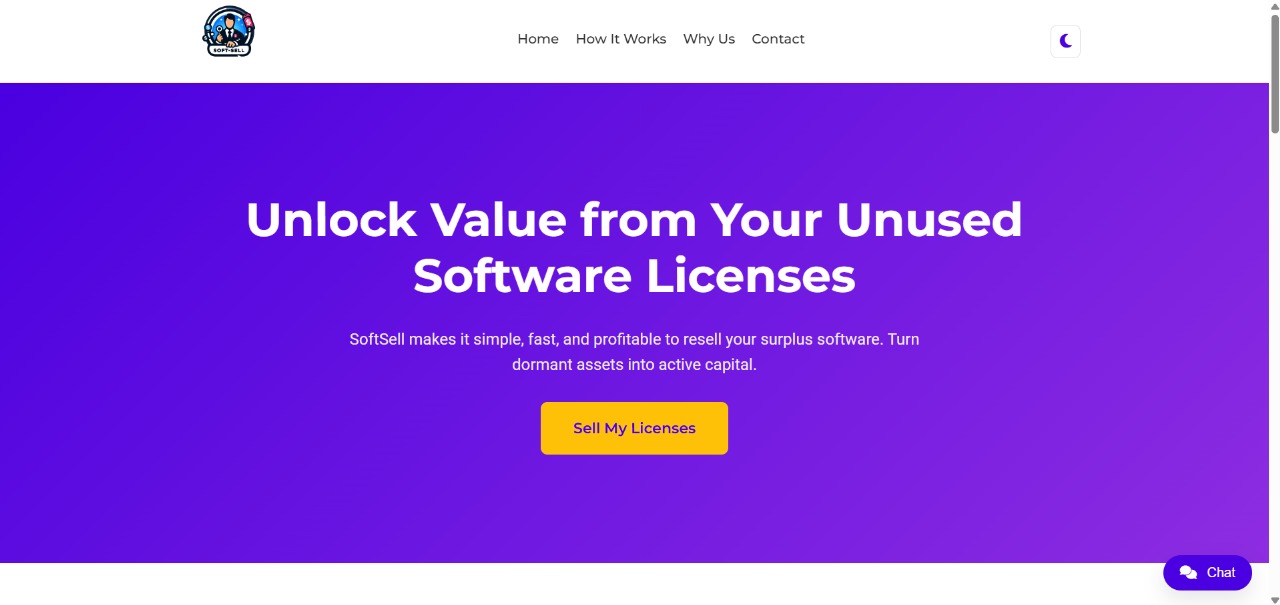 SOFT-SELL
Home How It Works Why Us Contact
Unlock Value from Your Unused
Software Licenses
SoftSell makes it simple, fast, and profitable to resell your surplus software. Turn
dormant assets into active capital.
Sell My Licenses
Chat